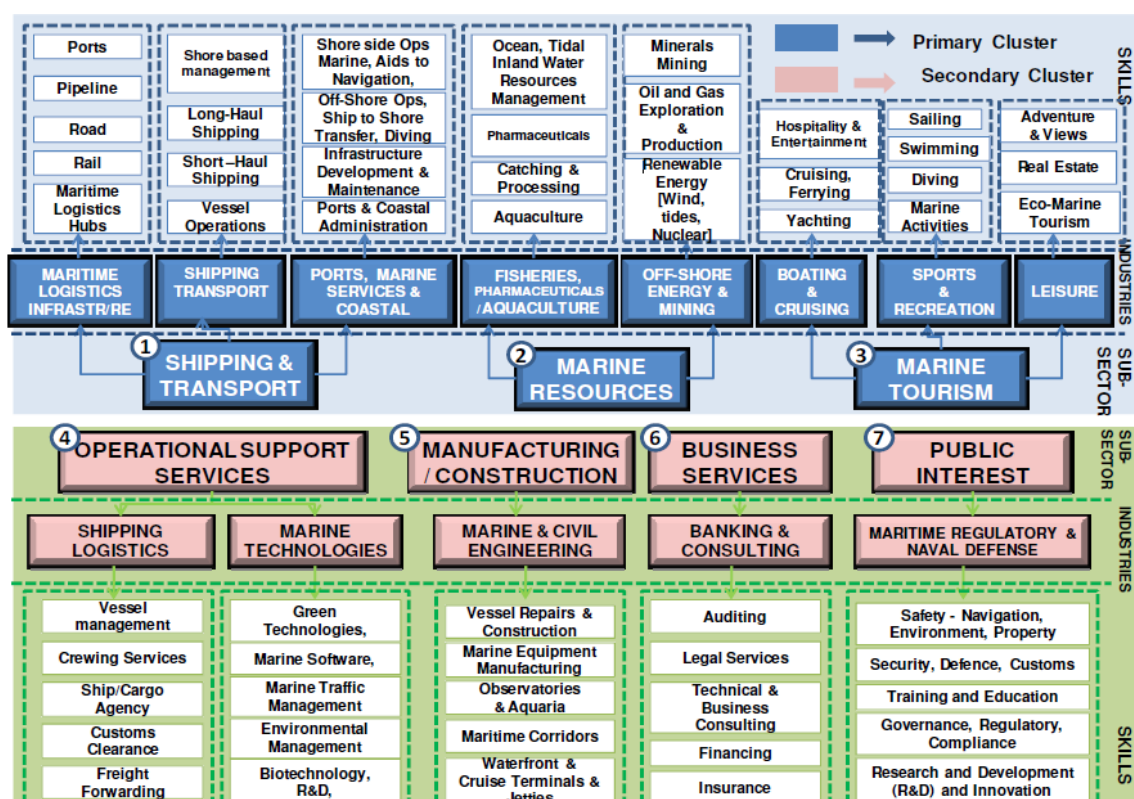 Ports
Pipeline
Road
Rail
Maritime
Logistics
Hubs
Shore based
management
Long-Haul
Shipping
Short–Haul
Shipping
Vessel
Operations
Shore side Ops
Marine, Aids to
Navigation,
Off-Shore Ops,
Ship to Shore
Transfer, Diving
Infrastructure
Development &
Maintenance
Ports & Coastal
Administration
Ocean, Tidal
Inland Water
Resources
Management
Pharmaceuticals
Catching &
Processing
Aquaculture
Minerals
Mining
Oil and Gas
Exploration
&
Production
Renewable
Energy
[Wind,
tides,
Nuclear]
Primary Cluster
Secondary Cluster
Hospitality &
Entertainment
Cruising,
Ferrying
Yachting
Sailing
Swimming
Diving
Marine
Activities
Adventure
& Views
Real Estate
Eco-Marine
Tourism
SKILLS
MARITIME
LOGISTICS
INFRASTR/RE
SHIPPING
TRANSPORT
PORTS, MARINE
SERVICES &
COASTAL
FISHERIES,
PHARMACEUTICALS
/AQUACULTURE
OFF-SHORE
ENERGY &
MINING
BOATING
&
CRUISING
SPORTS
&
RECREATION
LEISURE
INDUSTRIES
1
SHIPPING &
TRANSPORT
2
MARINE
RESOURCES
3
MARINE
TOURISM
SUB-
SECTOR
4
OPERATIONAL SUPPORT
SERVICES
5
MANUFACTURING
/ CONSTRUCTION
6
BUSINESS
SERVICES
7
PUBLIC
INTEREST
SUB-
SECTOR
SHIPPING
LOGISTICS
MARINE
TECHNOLOGIES
MARINE & CIVIL
ENGINEERING
BANKING &
CONSULTING
MARITIME REGULATORY &
NAVAL DEFENSE
INDUSTRIES
Vessel
management
Crewing Services
Ship/Cargo
Agency
Customs
Clearance
Freight
Forwarding
Green
Technologies,
Marine Software,
Marine Traffic
Management
Environmental
Management
Biotechnology,
R&D,
Vessel Repairs &
Construction
Marine Equipment
Manufacturing
Observatories
& Aquaria
Maritime Corridors
Waterfront &
Cruise Terminals &
Jetties
Auditing
Legal Services
Technical &
Business
Consulting
Financing
Insurance
Safety - Navigation,
Environment, Property
Security, Defence, Customs
Training and Education
Governance, Regulatory,
Compliance
Research and Development
(R&D) and Innovation
SKILLS